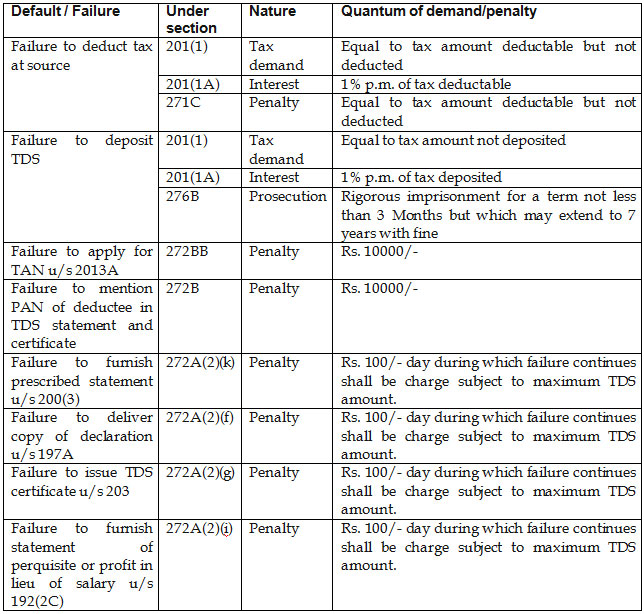 Default / Failure Under section Nature Quantum of demand/penalty
Failure to deduct tax at source 201(1) Tax demand Equal to tax amount deductable but not deducted
201(1A) Interest 1% p.m. of tax deductable
271C Penalty Equal to tax amount deductable but not deducted
Failure to deposit TDS 201(1) Tax demand Equal to tax amount not deposited
201(1A) Interest 1% p.m. of tax deposited
276B Prosecution Rigorous imprisonment for a term not less than 3 Months but which may extend to 7 years with fine
Failure to apply for TAN u/s 2013A 272BB Penalty Rs. 10000/-
Failure to mention PAN of deductee in TDS statement and certificate 272B Penalty Rs. 10000/-
Failure to furnish prescribed statement u/s 200(3) 272A(2)(k) Penalty Rs. 100/- day during which failure continues shall be charge subject to maximum TDS amount.
Failure to deliver copy of declaration u/s 197A 272A(2)(f) Penalty Rs. 100/- day during which failure continues shall be charge subject to maximum TDS amount.
Failure to issue TDS certificate u/s 203 272A(2)(g) Penalty Rs. 100/- day during which failure continues shall be charge subject to maximum TDS amount.
Failure to furnish statement of perquisite or profit in lieu of salary u/s 192(2C) 272A(2)(i) Penalty Rs. 100/- day during which failure continues shall be charge subject to maximum TDS amount.